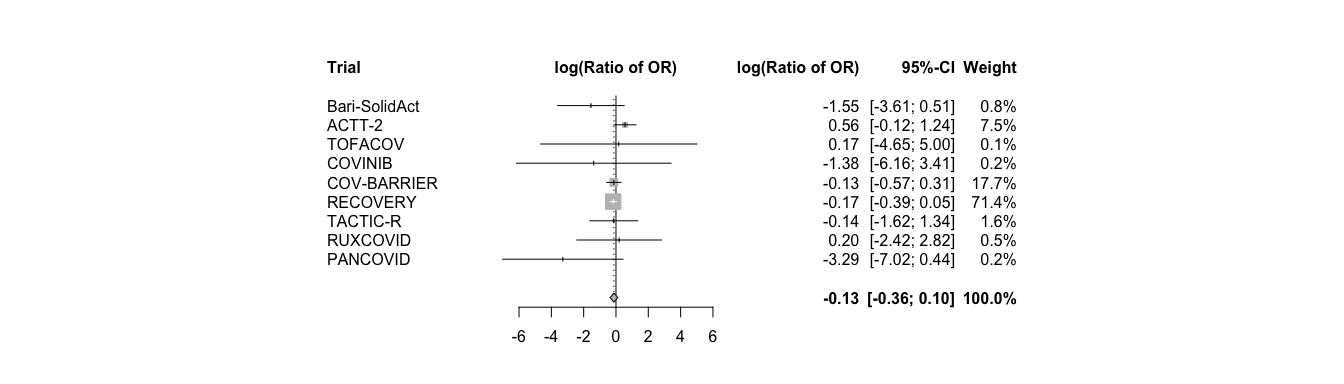 Trial log(Ratio of OR) log(Ratio of OR) 95%-CI Weight
Bari-SolidAct -1.55 [-3.61; 0.51] 0.8%
ACTT-2 0.56 [-0.12; 1.24] 7.5%
TOFACOV 0.17 [-4.65; 5.00] 0.1%
COVINIB -1.38 [-6.16; 3.41] 0.2%
COV-BARRIER -0.13 [-0.57; 0.31] 17.7%
RECOVERY -0.17 [-0.39; 0.05] 71.4%
TACTIC-R -0.14 [-1.62; 1.34] 1.6%
RUXCOVID 0.20 [-2.42; 2.82] 0.5%
PANCOVID -3.29 [-7.02; 0.44] 0.2%
-0.13 [-0.36; 0.10] 100.0%
-6 -4 -2 0 2 4 6